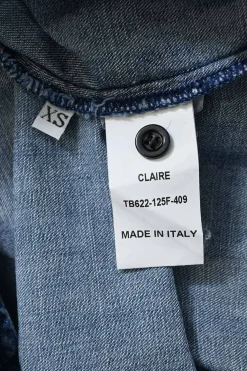 XS
CLAIRE
TB622-125F-409
MADE IN ITALY